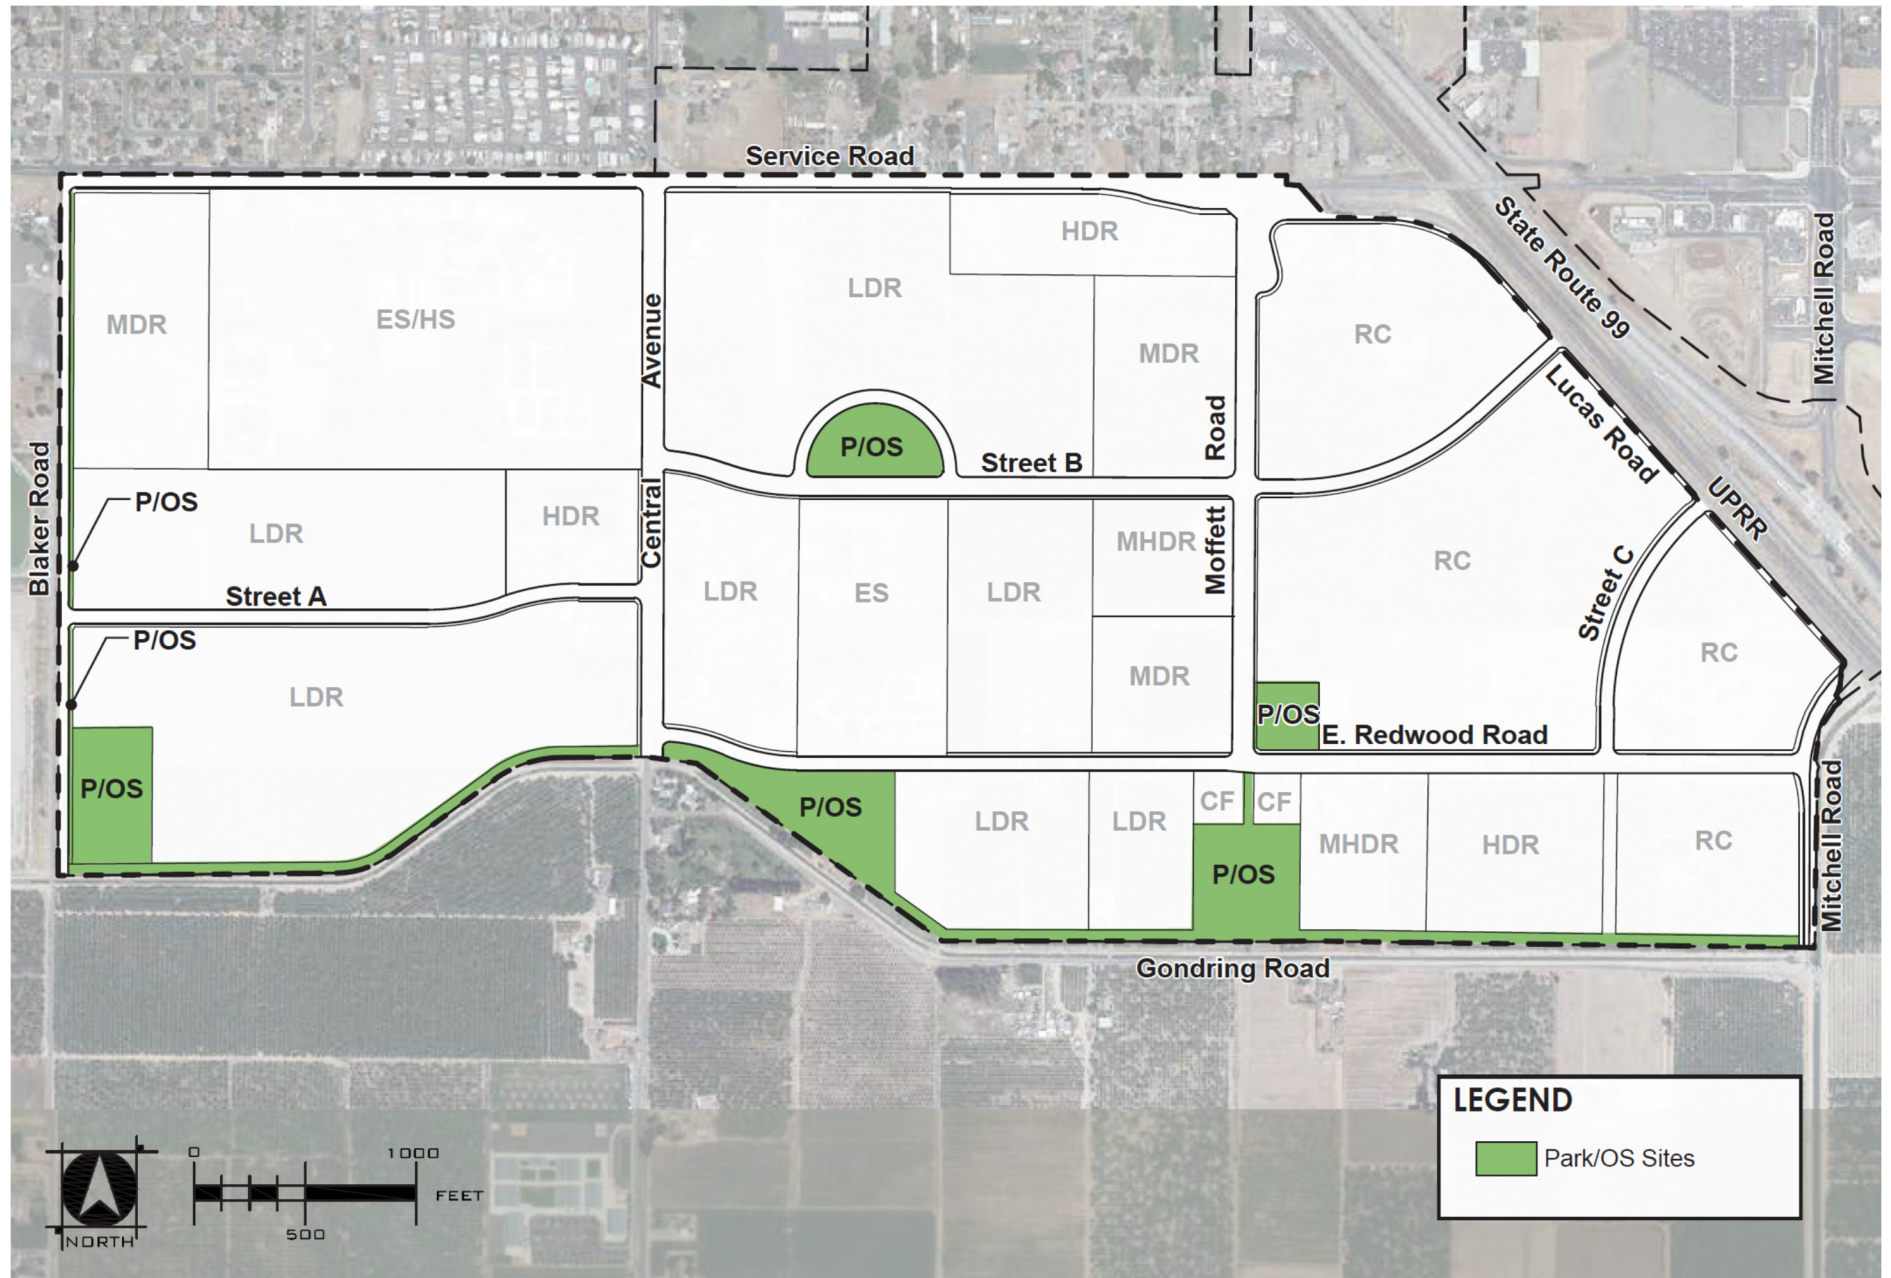 Service Road
State Route 99
Mitchell Road
HDR
LDR
MDR
ES/HS
Avenue
MDR
RC
Road
Lucas Road
P/OS
Street B
Blaker Road
P/OS
LDR
HDR
Central
MHDR
Moffett
RC
UPRR
Street C
Street A
LDR
ES
LDR
P/OS
LDR
MDR
RC
P/OS
E. Redwood Road
P/OS
P/OS
LDR
LDR
CF
CF
MHDR
HDR
RC
Mitchell Road
P/OS
Gondring Road
LEGEND
Park/OS Sites
0
1000
FEET
500
NORTH